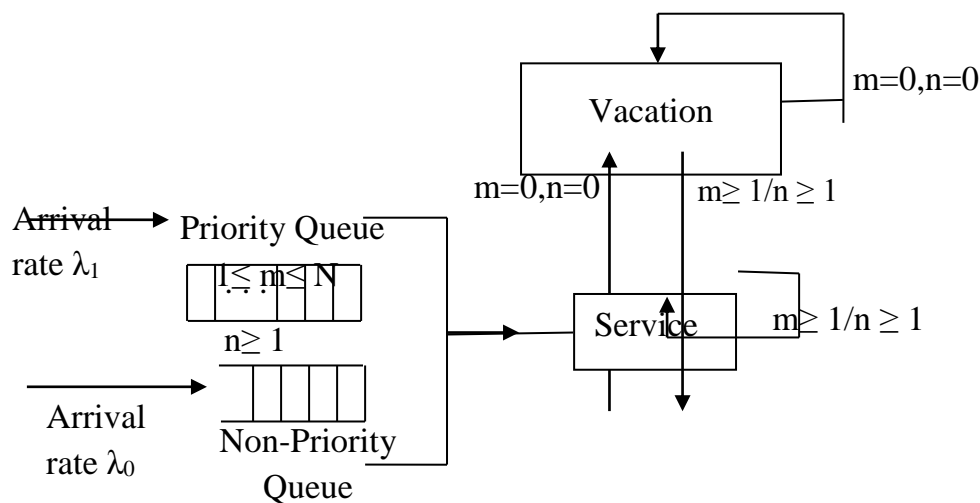 m=0,n=0
Vacation
m=0,n=0
m≥ 1/n ≥ 1
Arrival
rate λ₁
Priority Queue
1≤ m≤ N
. . .
n≥ 1
Service
m≥ 1/n ≥ 1
Arrival
rate λ₀
Non-Priority
Queue